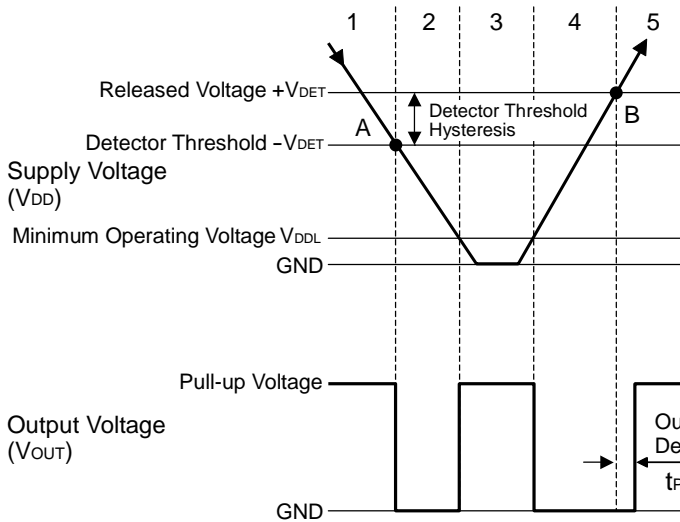 1 2 3 4 5
Released Voltage +VDET
Detector Threshold
Hysteresis
A
B
Detector Threshold –VDET
Supply Voltage
(VDD)
Minimum Operating Voltage VDDL
GND
Pull-up Voltage
Output Voltage
(VOUT)
GND